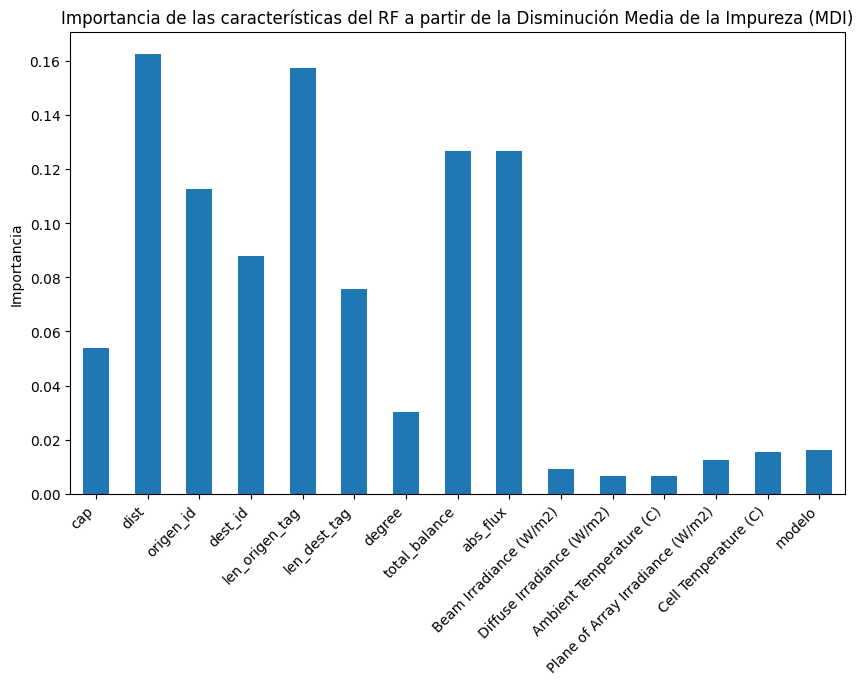 Importancia de las características del RF a partir de la Disminución Media de la Impureza (MDI)
Importancia
0.16
0.14
0.12
0.10
0.08
0.06
0.04
0.02
0.00
cap
dist
origen_id
dest_id
len_origen_tag
len_dest_tag
degree
total_balance
abs_flux
Beam Irradiance (W/m2)
Diffuse Irradiance (W/m2)
Ambient Temperature (C)
Plane of Array Irradiance (W/m2)
Cell Temperature (C)
modelo